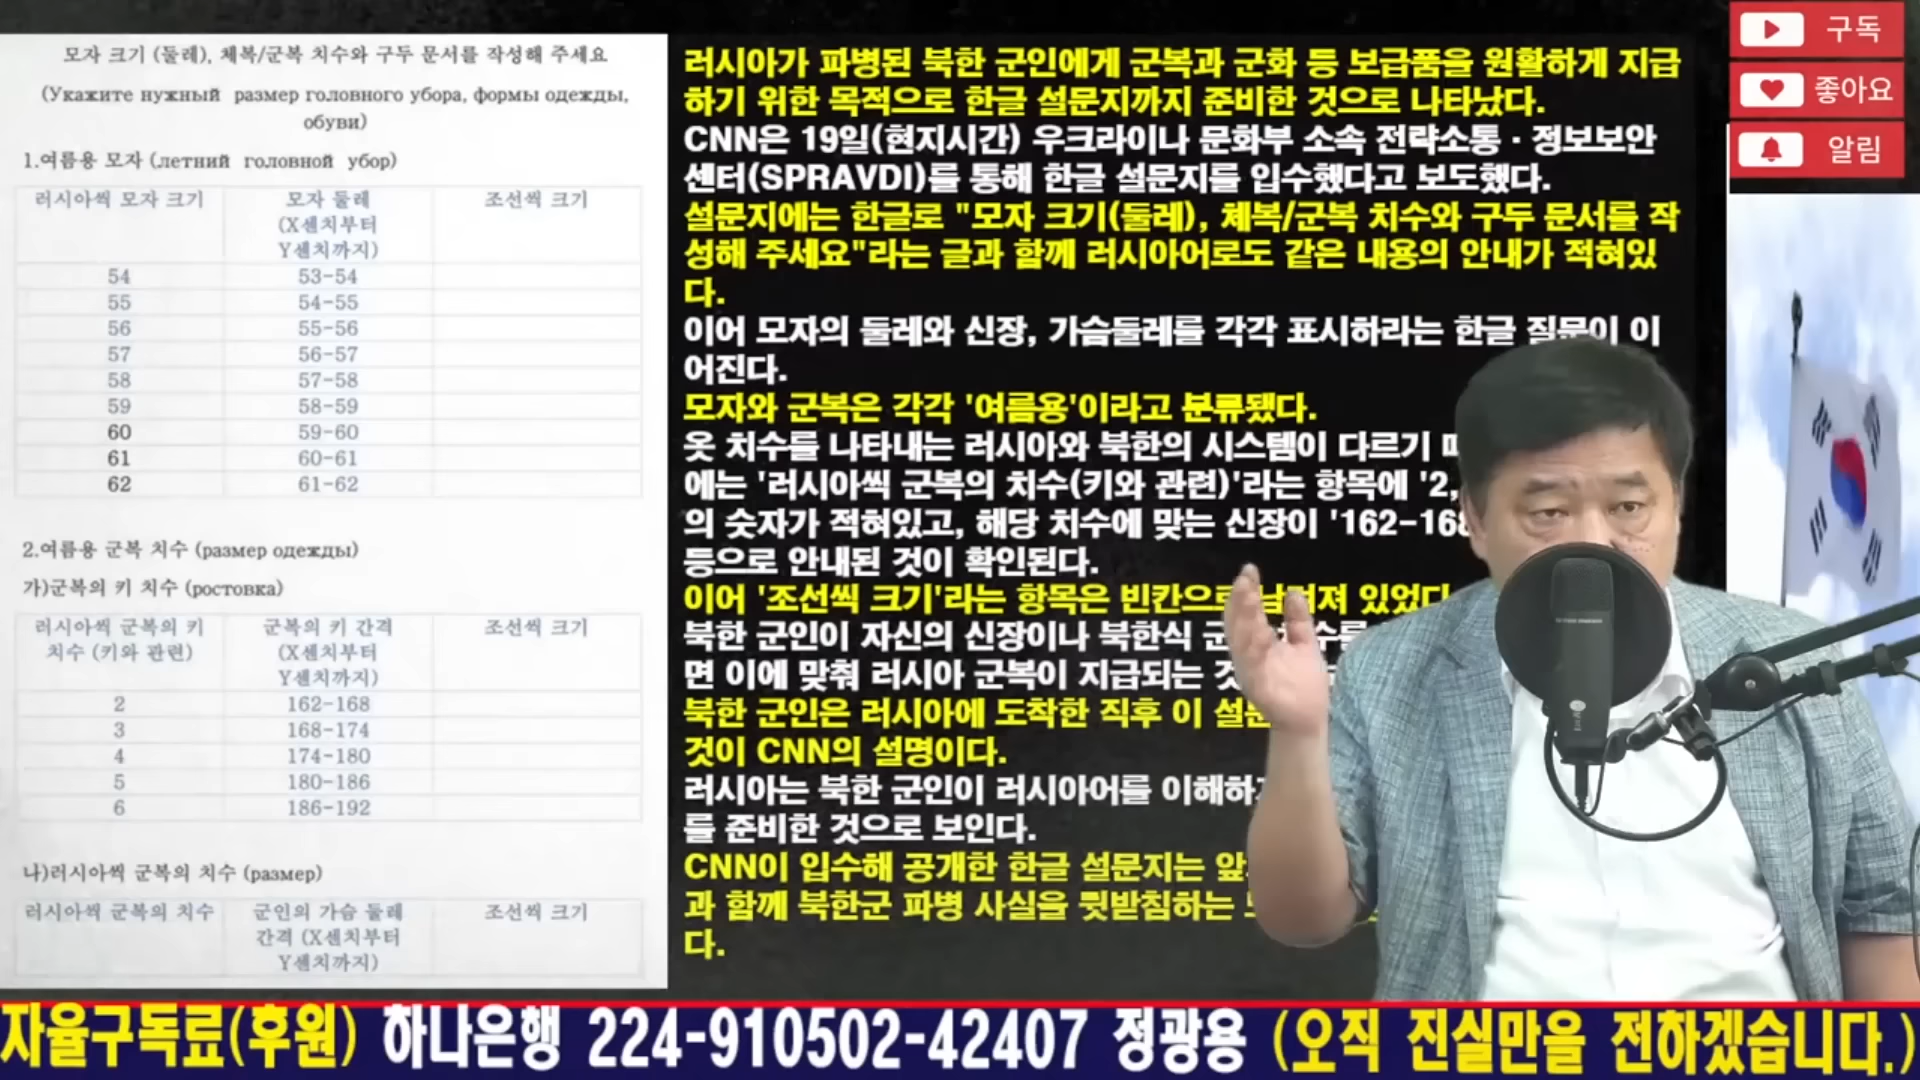 모자 크기 (둘레), 체복/군복 치수와 구두 문서를 작성해 주세요
(Укажите нужный размер головного убора, формы одежды,
обуви)
1.여름용 모자 (летний головной убор)
러시아씩 모자 크기 모자 둘레 (X센치부터 Y센치까지) 조선씩 크기
54 53-54
55 54-55
56 55-56
57 56-57
58 57-58
59 58-59
60 59-60
61 60-61
62 61-62
2.여름용 군복 치수 (размер одежды)
가)군복의 키 치수 (ростовка)
러시아씩 군복의 키 치수 (키와 관련) 군복의 키 간격 (X센치부터 Y센치까지) 조선씩 크기
2 162-168
3 168-174
4 174-180
5 180-186
6 186-192
나)러시아씩 군복의 치수 (размер)
러시아씩 군복의 치수 군인의 가슴 둘레 간격 (X센치부터 Y센치까지) 조선씩 크기
러시아가 파병된 북한 군인에게 군복과 군화 등 보급품을 원활하게 지급
하기 위한 목적으로 한글 설문지까지 준비한 것으로 나타났다.
CNN은 19일(현지시간) 우크라이나 문화부 소속 전략소통·정보보안
센터(SPRAVDI)를 통해 한글 설문지를 입수했다고 보도했다.
설문지에는 한글로 "모자 크기(둘레), 체복/군복 치수와 구두 문서를 작
성해 주세요"라는 글과 함께 러시아어로도 같은 내용의 안내가 적혀있
다.
이어 모자의 둘레와 신장, 가슴둘레를 각각 표시하라는 한글 질문이 이
어진다.
모자와 군복은 각각 '여름용'이라고 분류됐다.
옷 치수를 나타내는 러시아와 북한의 시스템이 다르기
에는 '러시아씩 군복의 치수(키와 관련)'라는 항목에 '2,
의 숫자가 적혀있고, 해당 치수에 맞는 신장이 '162-168
등으로 안내된 것이 확인된다.
이어 '조선씩 크기'라는 항목은 빈칸으로 남겨져 있었다
북한 군인이 자신의 신장이나 북한식
면 이에 맞춰 러시아 군복이 지급되는
북한 군인은 러시아에 도착한 직후 이
것이 CNN의 설명이다.
러시아는 북한 군인이 러시아어를 이해하
를 준비한 것으로 보인다.
CNN이 입수해 공개한 한글 설문지는
과 함께 북한군 파병 사실을 뒷받침하는
다.
구독
좋아요
알림
자율구독료(후원) 하나은행 224-910502-42407 정광용 (오직 진실만을 전하겠습니다.)